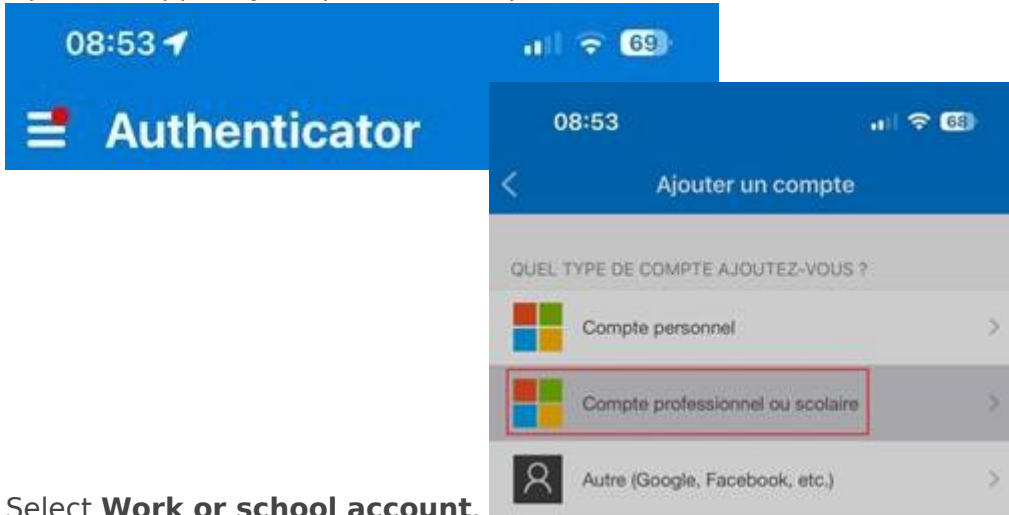 08:53
69
Authenticator
08:53
68
Ajouter un compte
QUEL TYPE DE COMPTE AJOUTEZ-VOUS ?
Compte personnel
Compte professionnel ou scolaire
Autre (Google, Facebook, etc.)
Select Work or school account.